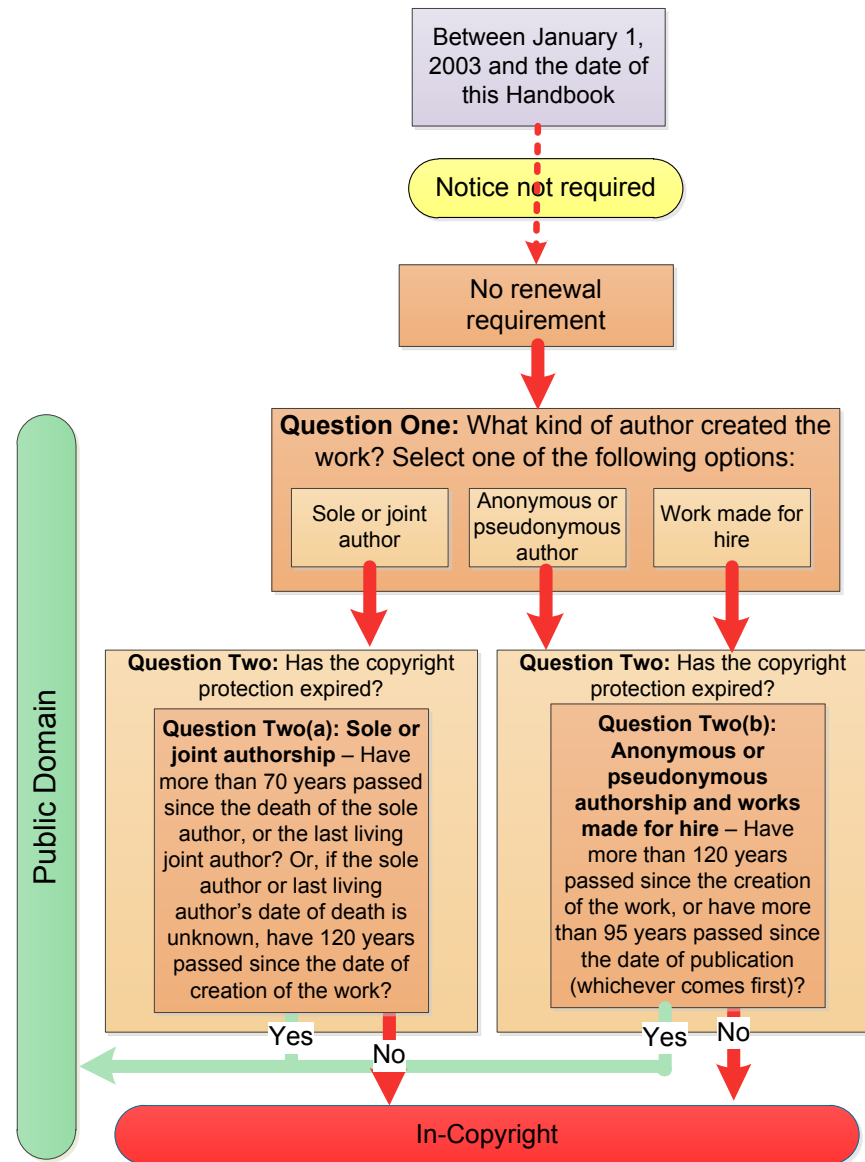 Between January 1,
2003 and the date of
this Handbook
Notice not required
No renewal
requirement
Question One: What kind of author created the
work? Select one of the following options:
Sole or joint
author
Anonymous or
pseudonymous
author
Work made for
hire
Public Domain
Question Two: Has the copyright
protection expired?
Question Two(a): Sole or
joint authorship – Have
more than 70 years passed
since the death of the sole
author, or the last living
joint author? Or, if the sole
author or last living
author's date of death is
unknown, have 120 years
passed since the date of
creation of the work?
Yes
No
Question Two: Has the copyright
protection expired?
Question Two(b):
Anonymous or
pseudonymous
authorship and works
made for hire – Have
more than 120 years
passed since the creation
of the work, or have more
than 95 years passed since
the date of publication
(whichever comes first)?
Yes
No
In-Copyright